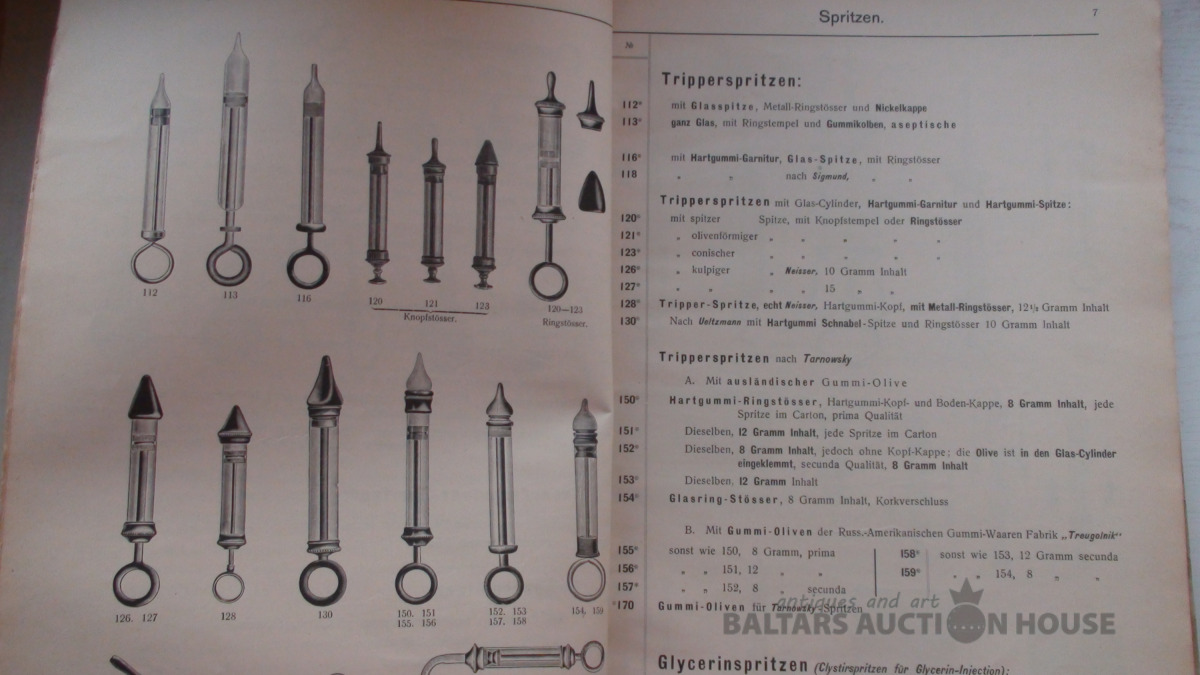 112
113
116
120
121
123
Knopfstösser.
120—123
Ringstösser.
126. 127
128
130
150. 151
155. 156
152. 153
157. 158
154, 159
Spritzen.
7
№
Tripperspritzen:
112* mit Glasspitze, Metall-Ringstösser und Nickelkappe
113* ganz Glas, mit Ringstempel und Gummikolben, aseptische
116* mit Hartgummi-Garnitur, Glas-Spitze, mit Ringstösser
118 „ „ nach Sigmund, „ „
Tripperspritzen mit Glas-Cylinder, Hartgummi-Garnitur und Hartgummi-Spitze:
120* mit spitzer Spitze, mit Knopfstempel oder Ringstösser
121* „ olivenförmiger „ „ „ „ „
123* „ conischer „ „ „ „ „
126* „ kulpiger „ Neisser, 10 Gramm Inhalt
127* „ „ „ „ 15 „ „
128* Tripper-Spritze, echt Neisser, Hartgummi-Kopf, mit Metall-Ringstösser, 12½ Gramm Inhalt
130* Nach Ueltzmann mit Hartgummi Schnabel-Spitze und Ringstösser 10 Gramm Inhalt
Tripperspritzen nach Tarnowsky
A. Mit ausländischer Gummi-Olive
150* Hartgummi-Ringstösser, Hartgummi-Kopf- und Boden-Kappe, 8 Gramm Inhalt, jede
Spritze im Carton, prima Qualität
151* Dieselben, 12 Gramm Inhalt, jede Spritze im Carton
152* Dieselben, 8 Gramm Inhalt, jedoch ohne Kopf-Kappe; die Olive ist in den Glas-Cylinder
eingeklemmt, secunda Qualität, 8 Gramm Inhalt
153* Dieselben, 12 Gramm Inhalt
154* Glasring-Stösser, 8 Gramm Inhalt, Korkverschluss
B. Mit Gummi-Oliven der Russ.-Amerikanischen Gummi-Waaren Fabrik „Treugolnik“
155* sonst wie 150, 8 Gramm, prima 158* sonst wie 153, 12 Gramm secunda
156* „ „ 151, 12 „ „ 159* „ „ 154, 8 „ „
157* „ „ 152, 8 „ secunda
*170 Gummi-Oliven für Tarnowsky-Spritzen
antiques and art
BALTARS AUCTION HOUSE
Glycerinspritzen (Clystirspritzen für Glycerin-Injection):